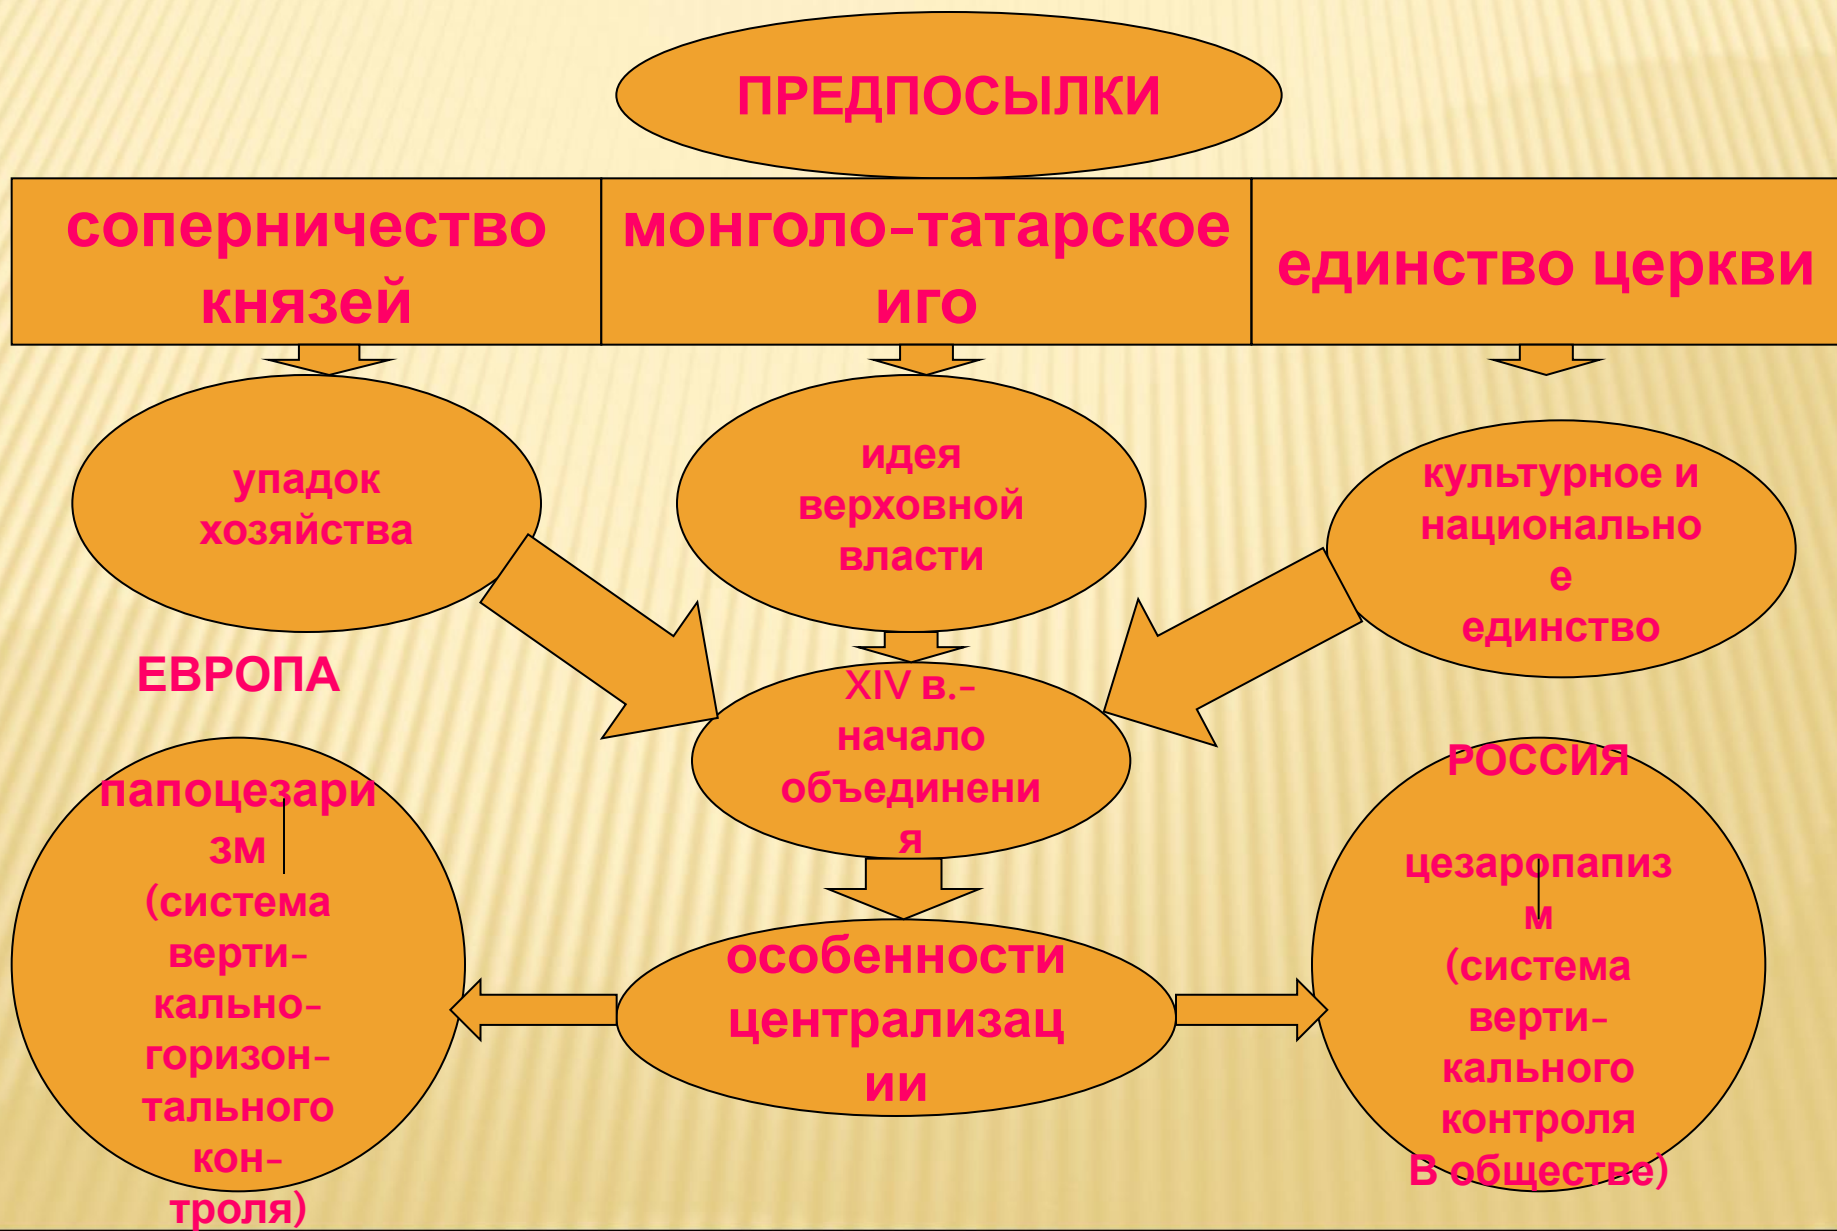 ПРЕДПОСЫЛКИ
соперничество
князей
монголо-татарское
иго
единство церкви
упадок
хозяйства
идея
верховной
власти
культурное и
национально
е
единство
ЕВРОПА
XIV в.-
начало
объединени
я
папоцезари
зм
(система
верти-
кально-
горизон-
тального
кон-
троля)
особенности
централизац
ии
РОССИЯ
цезаропапиз
м
(система
верти-
кального
контроля
В обществе)